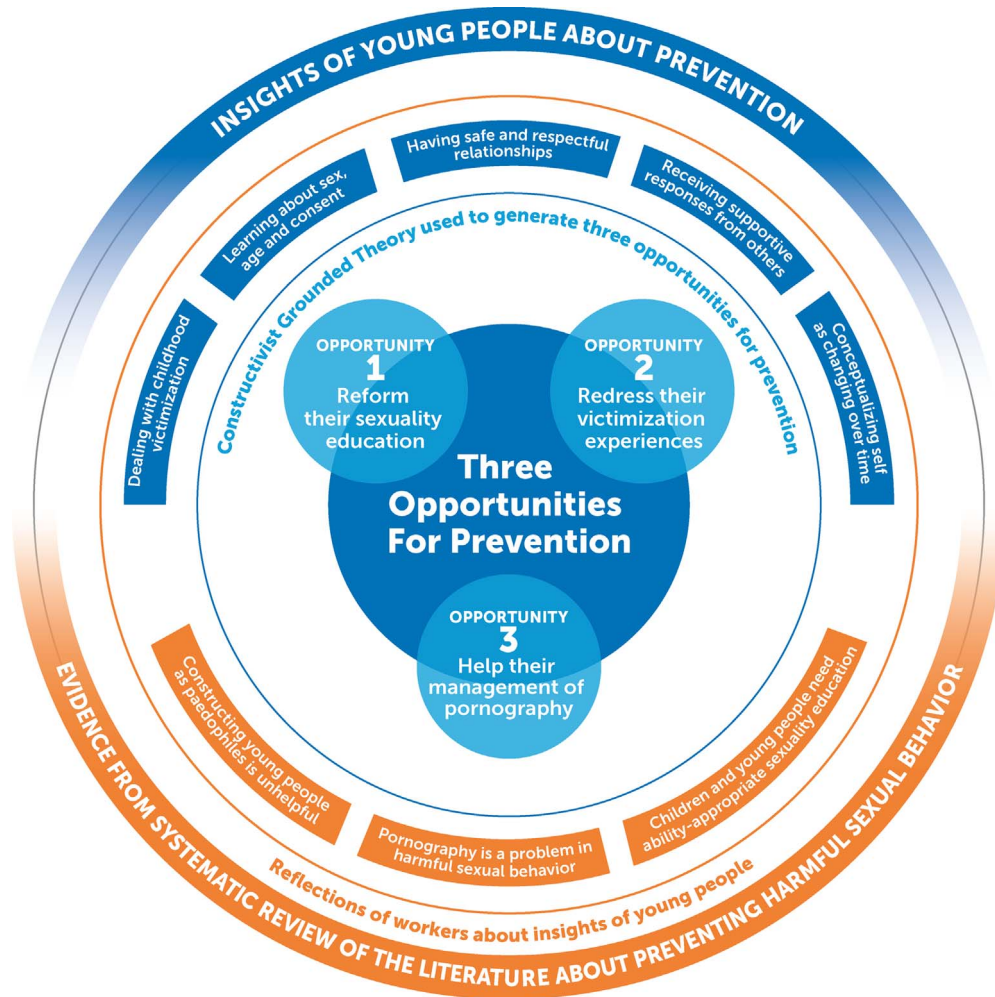 INSIGHTS OF YOUNG PEOPLE ABOUT PREVENTION
Dealing with childhood
victimization
Learning about sex,
age and consent
Having safe and respectful
relationships
Receiving supportive
responses from others
Conceptualizing self
as changing over time
Constructivist Grounded Theory used to generate three opportunities for prevention
OPPORTUNITY
1
Reform
their sexuality
education
OPPORTUNITY
2
Redress their
victimization
experiences
Three
Opportunities
For Prevention
OPPORTUNITY
3
Help their
management of
pornography
Constructing young people
as paedophiles is unhelpful
Pornography is a problem in
harmful sexual behavior
Children and young people need
ability-appropriate sexuality education
Reflections of workers about insights of young people
EVIDENCE FROM SYSTEMATIC REVIEW OF THE LITERATURE ABOUT PREVENTING HARMFUL SEXUAL BEHAVIOR